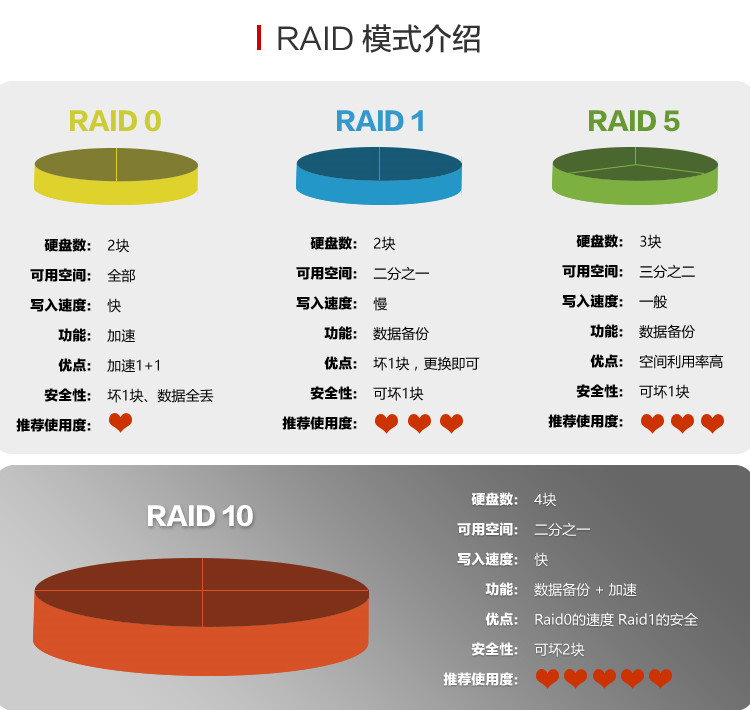 RAID 模式介绍
RAID 0
硬盘数： 2块
可用空间： 全部
写入速度： 快
功能： 加速
优点： 加速1+1
安全性： 坏1块、数据全丢
推荐使用度：
RAID 1
硬盘数： 2块
可用空间： 二分之一
写入速度： 慢
功能： 数据备份
优点： 坏1块，更换即可
安全性： 可坏1块
推荐使用度：
RAID 5
硬盘数： 3块
可用空间： 三分之二
写入速度： 一般
功能： 数据备份
优点： 空间利用率高
安全性： 可坏1块
推荐使用度：
RAID 10
硬盘数： 4块
可用空间： 二分之一
写入速度： 快
功能： 数据备份 + 加速
优点： Raid0的速度 Raid1的安全
安全性： 可坏2块
推荐使用度：